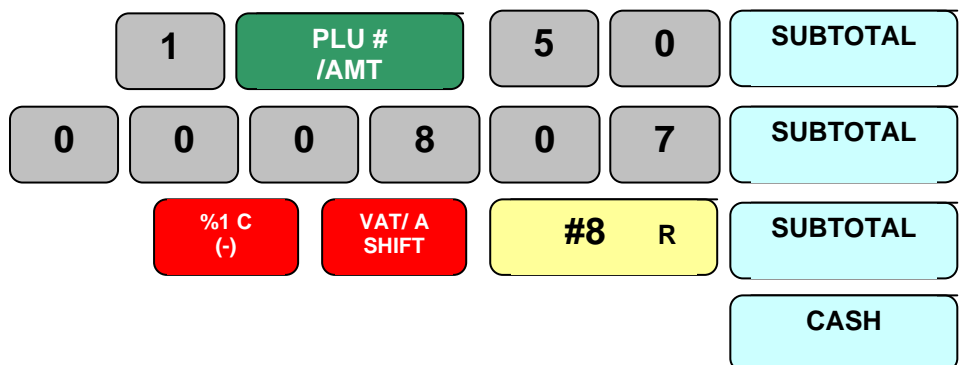 1 PLU # /AMT 5 0 SUBTOTAL
0 0 0 8 0 7 SUBTOTAL
%1 C (-) VAT/ A SHIFT #8 R SUBTOTAL
CASH